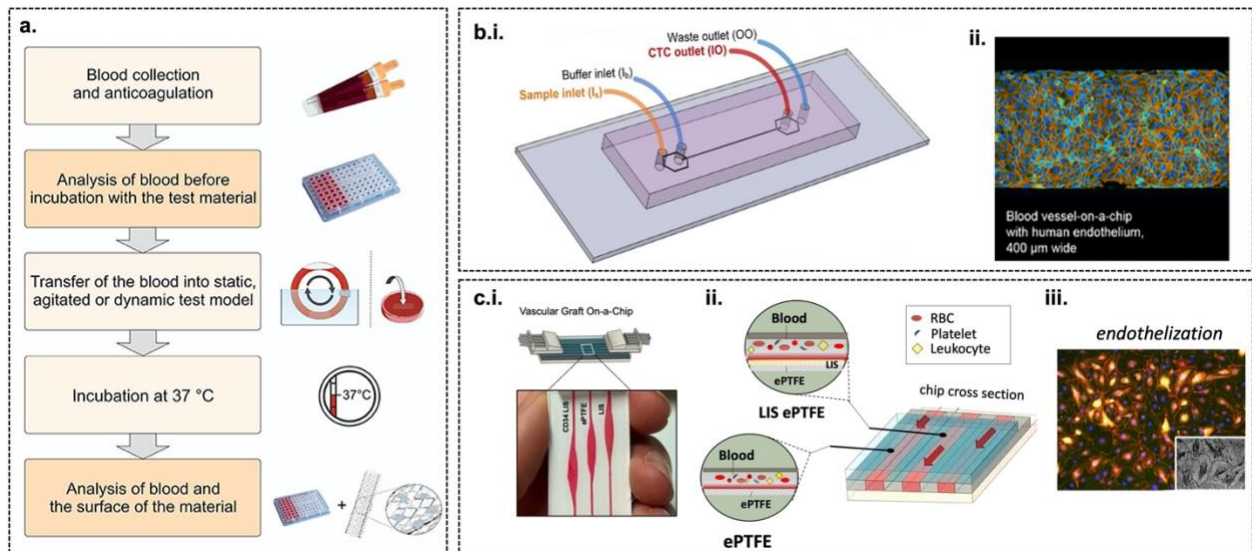 a.
Blood collection
and anticoagulation
Analysis of blood before
incubation with the test material
Transfer of the blood into static,
agitated or dynamic test model
Incubation at 37 °C
37°C
Analysis of blood and
the surface of the material
+
b.i.
Waste outlet (OO)
CTC outlet (IO)
Buffer inlet (Ib)
Sample inlet (Is)
ii.
Blood vessel-on-a-chip
with human endothelium,
400 µm wide
c.i.
Vascular Graft On-a-Chip
CD34 LIS
ePTFE
LIS
ii.
Blood
LIS
ePTFE
LIS ePTFE
Blood
ePTFE
ePTFE
RBC
Platelet
Leukocyte
chip cross section
iii.
endothelization